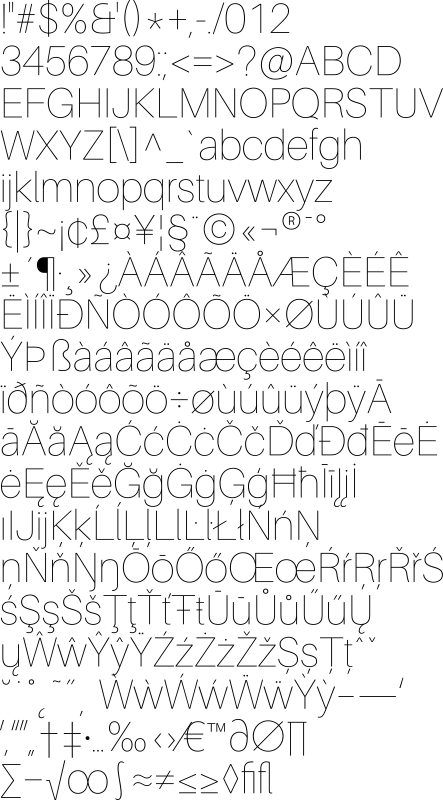 !"#$%&'()*+,-./012
3456789:;<=>?@ABCD
EFGHIJKLMNOPQRSTUV
WXYZ[\]^_`abcdefgh
ijklmnopqrstuvwxyz
{|}~¡¢£¤¥¦§¨©«¬®¯°
±´¶·¸»¿ÀÁÂÃÄÅÆÇÈÉÊ
ËÌÍÎÏÐÑÒÓÔÕÖ×ØÙÚÛÜ
ÝÞßàáâãäåæçèéêëìíî
ïðñòóôõö÷øùúûüýþÿĀ
āĂăĄąĆćĊċČčĎďĐđĒēĖ
ėĘęĚěĞğĠġĢģĦħĪīĮįİ
ıĲĳĶķĹĺĻļĽľĿŀŁłŃńŅ
ņŇňŊŋŌōŐőŒœŔŕŖŗŘřŚ
śŞşŠšŢţŤťŦŧŪūŮůŰűŲ
ųŴŵŶŷŸŹźŻżŽžȘșȚțˆˇ
˘˙˚˛˜˝̦ẀẁẂẃẄẅỲỳ–—‘
’‚“”„†‡•…‰‹›⁄€™∂∅∏
∑−√∞∫≈≠≤≥◊ﬁﬂ